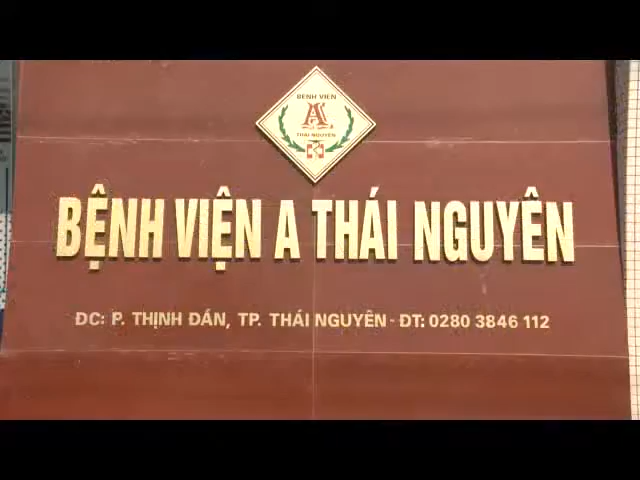 BỆNH VIỆN
A
THÁI NGUYÊN
BỆNH VIỆN A THÁI NGUYÊN
ĐC: P. THỊNH ĐÁN, TP. THÁI NGUYÊN - ĐT: 0280 3846 112